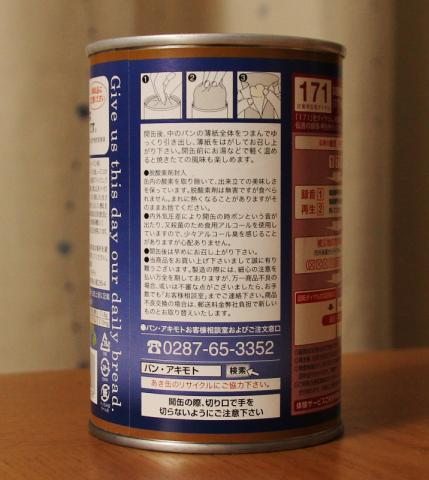 Give us this day our daily bread.
1 2 3
開缶後、中のパンの薄紙全体をつまんでゆ
っくり引き出し、薄紙をはがしてお召し上
がり下さい。開缶前にお湯などで軽く温め
ると焼きたての風味も楽しめます。
●脱酸素剤封入
缶内の酸素を取り除いて、出来立ての美味し
さを保っています。脱酸素剤は無害ですが食べら
れません。まれに熱くなることがありますがそ
のままお捨てください。
●内外気圧差により開缶の時ポンという音が
出たり、又殺菌のため食用アルコールを使用して
いますので、少々アルコール臭を感じること
がありますが心配ありません。
●開缶後は早めにお召し上がり下さい。
●当商品をお買い上げ下さいまして誠に有り
難うございます。製造の際には、細心の注意を
払い万全を期しておりますが、万一商品不良の
場合、或いは不審な点がございましたら、お手
数でも「お客様相談室」までご連絡下さい。商品
不良交換の場合は、郵送料金弊社負担で新しい
ものとお取り替えいたします。
●パン・アキモトお客様相談室およびご注文窓口
☎0287-65-3352
パン・アキモト 検索
あき缶のリサイクルにご協力下さい。
開缶の際、切り口で手を
切らないようにご注意下さい
171
録音 1
再生 2